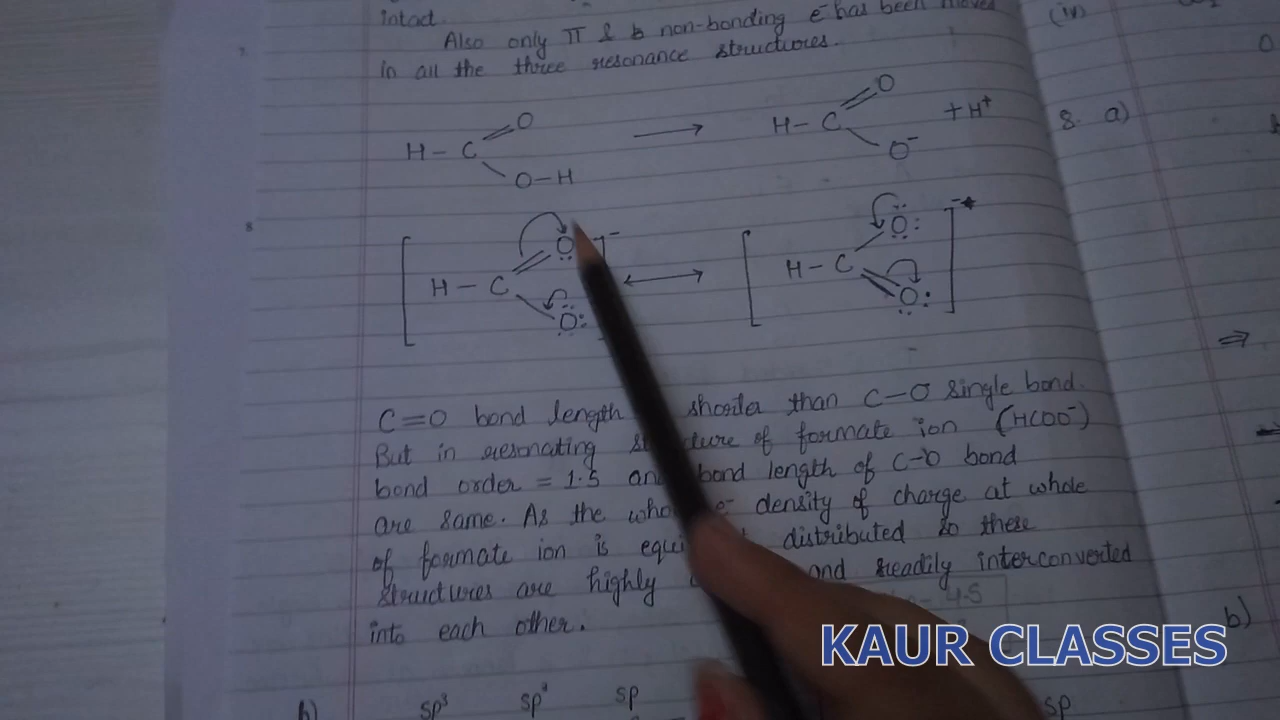 intact.
Also only π & b non-bonding e⁻ has been moved
in all the three resonance structures.
(iv)
H-C=O O-H → H-C=O O⁻ + H⁺
8. a)
[H-C=O O:]⁻ ↔ [H-C O: =O:]⁻
C=O bond length shorter than C-O single bond.
But in resonating structure of formate ion (HCOO⁻)
bond order = 1.5 and bond length of C-O bond
are same. As the whole e⁻ density of charge at whole
of formate ion is distributed so these
structures are highly and readily interconverted
into each other.
b)
KAUR CLASSES
b) sp³ sp² sp sp